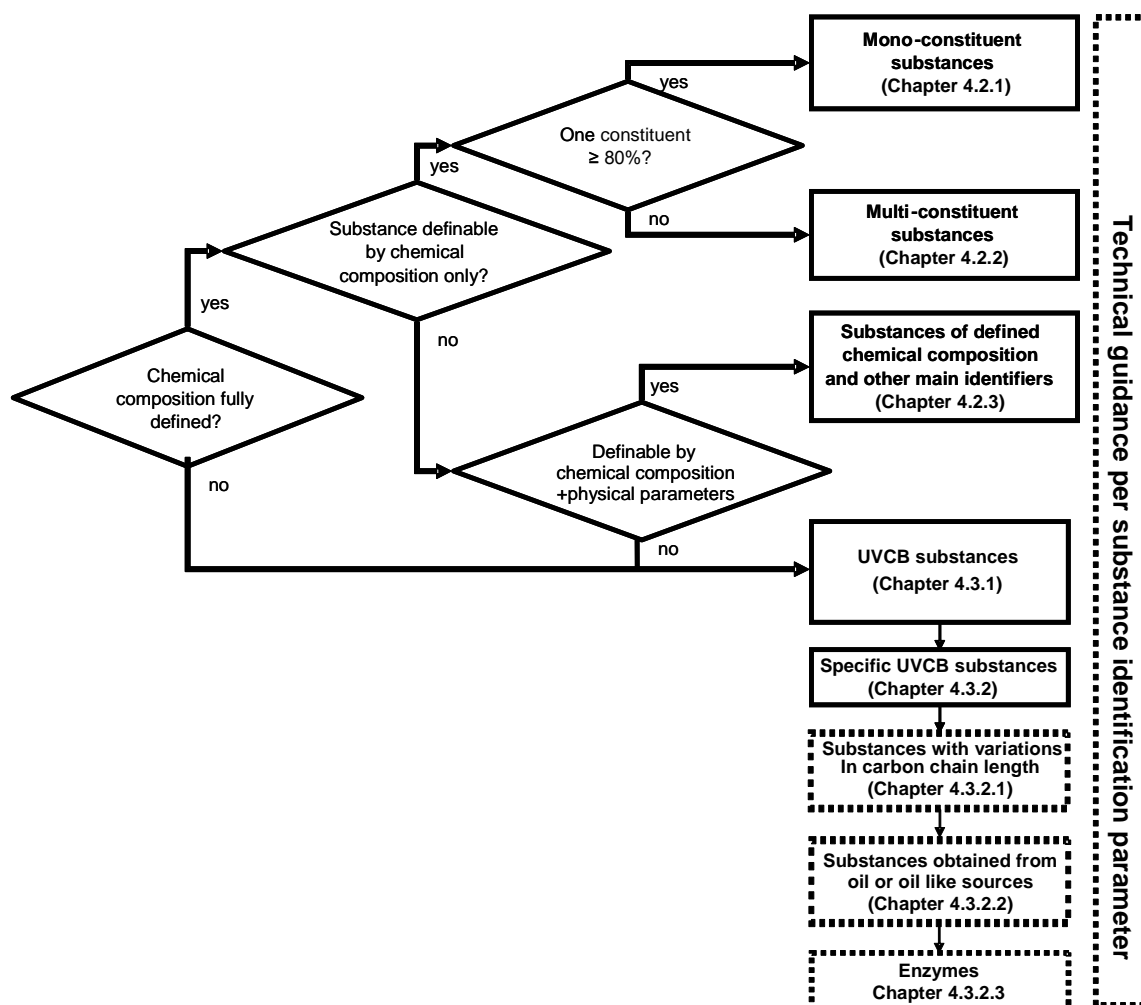 Mono-constituent
substances
(Chapter 4.2.1)
yes
One constituent
≥ 80%?
yes
no
Multi-constituent
substances
(Chapter 4.2.2)
Substance definable
by chemical
composition only?
yes
no
Substances of defined
chemical composition
and other main identifiers
(Chapter 4.2.3)
Chemical
composition fully
defined?
yes
Definable by
chemical composition
+physical parameters
no
no
UVCB substances
(Chapter 4.3.1)
Specific UVCB substances
(Chapter 4.3.2)
Substances with variations
In carbon chain length
(Chapter 4.3.2.1)
Substances obtained from
oil or oil like sources
(Chapter 4.3.2.2)
Enzymes
Chapter 4.3.2.3
Technical guidance per substance identification parameter